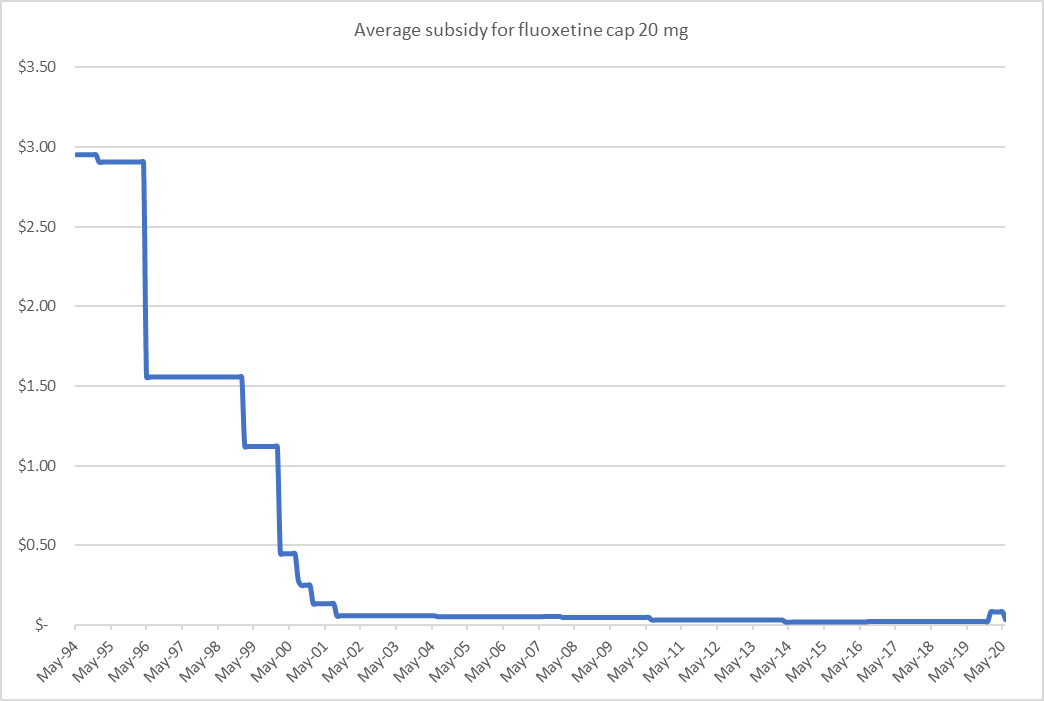 Average subsidy for fluoxetine cap 20 mg
$3.50
$3.00
$2.50
$2.00
$1.50
$1.00
$0.50
$-
May-94
May-95
May-96
May-97
May-98
May-99
May-00
May-01
May-02
May-03
May-04
May-05
May-06
May-07
May-08
May-09
May-10
May-11
May-12
May-13
May-14
May-15
May-16
May-17
May-18
May-19
May-20